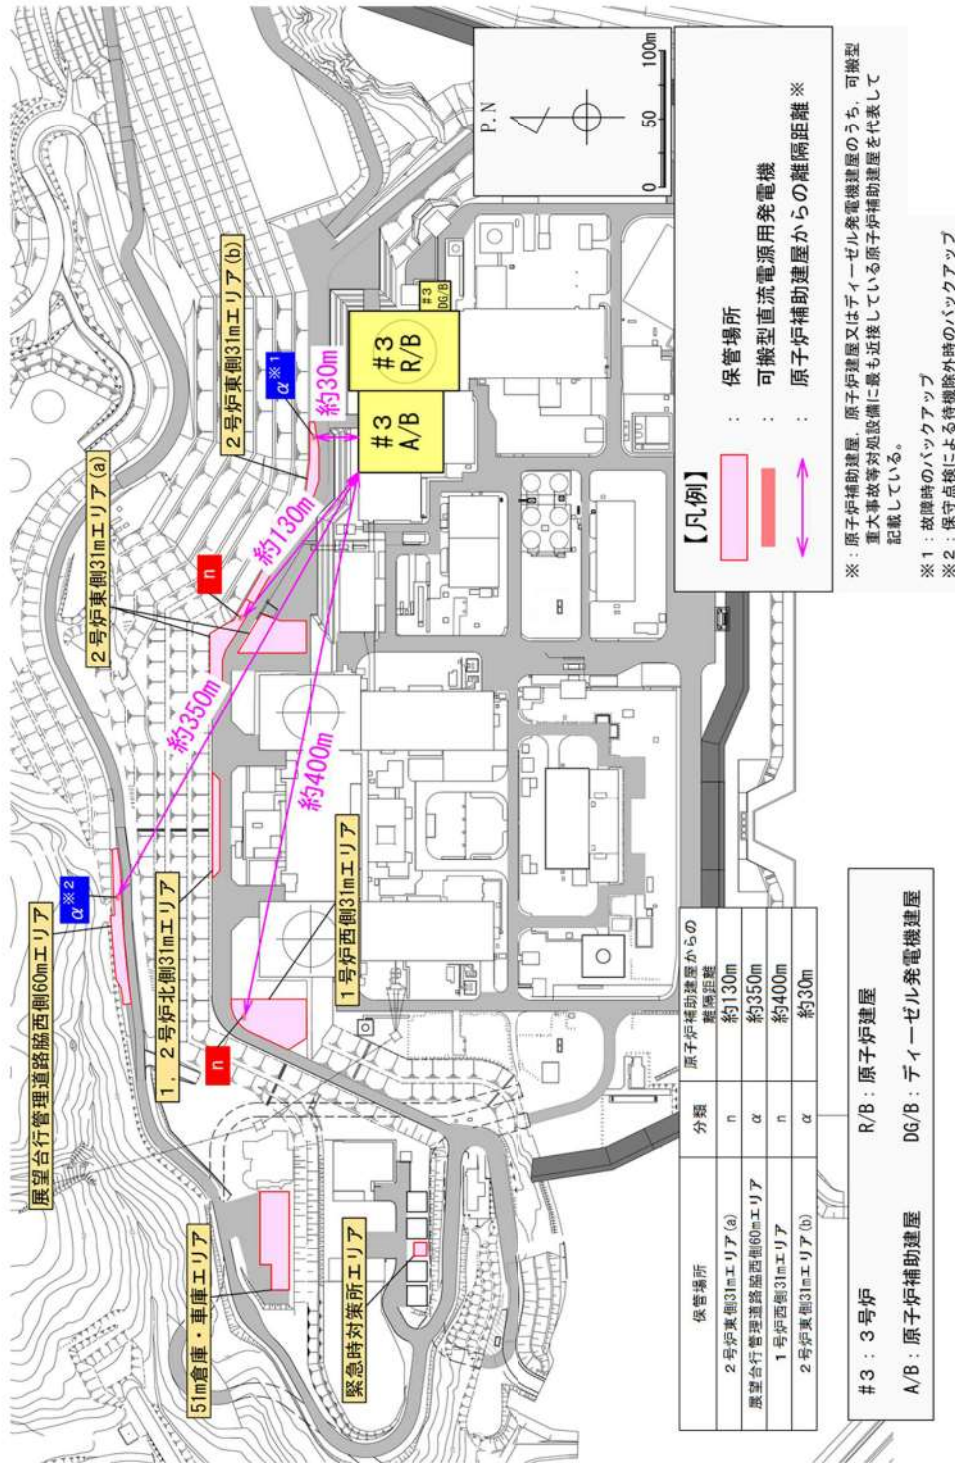 展望台行管理道路脇西側60mエリア
α※2
2号炉東側31mエリア(a)
2号炉東側31mエリア(b)
α※1
n
約30m
約130m
約350m
約400m
#3
A/B
#3
R/B
#3
DG/B
1,2号炉北側31mエリア
1号炉西側31mエリア
n
51m倉庫・車庫エリア
緊急時対策所エリア
P.N
0 50 100m
【凡例】
: 保管場所
: 可搬型直流電源用発電機
: 原子炉補助建屋からの離隔距離※
※:原子炉補助建屋,原子炉建屋又はディーゼル発電機建屋のうち,可搬型
重大事故等対処設備に最も近接している原子炉補助建屋を代表して
記載している。
※1:故障時のバックアップ
※2:保守点検による待機除外時のバックアップ
保管場所 分類 原子炉補助建屋からの
離隔距離
2号炉東側31mエリア(a) n 約130m
展望台行管理道路脇西側60mエリア α 約350m
1号炉西側31mエリア n 約400m
2号炉東側31mエリア(b) α 約30m
#3:3号炉 R/B:原子炉建屋
A/B:原子炉補助建屋 DG/B:ディーゼル発電機建屋